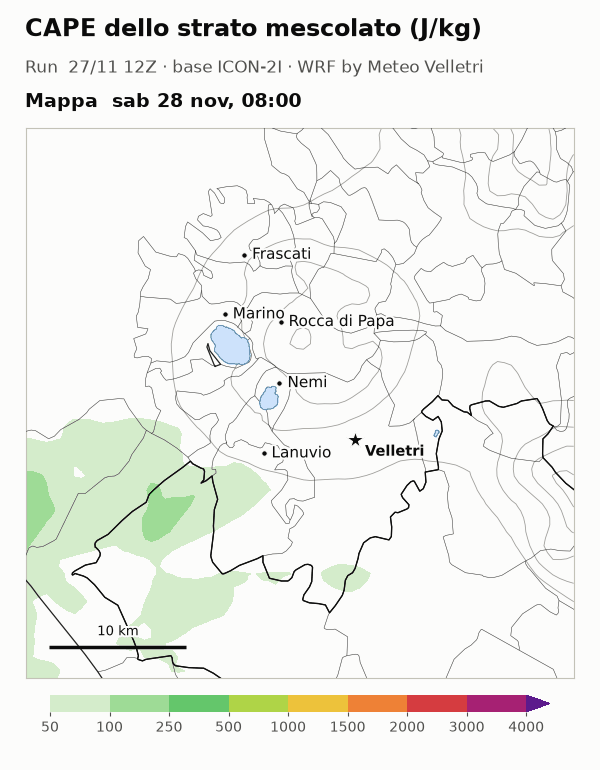 CAPE dello strato mescolato (J/kg)
Run  27/11 12Z · base ICON-2I · WRF by Meteo Velletri
Mappa  sab 28 nov, 08:00
Frascati
Marino
Rocca di Papa
Nemi
Velletri
Lanuvio
10 km
50 100 250 500 1000 1500 2000 3000 4000